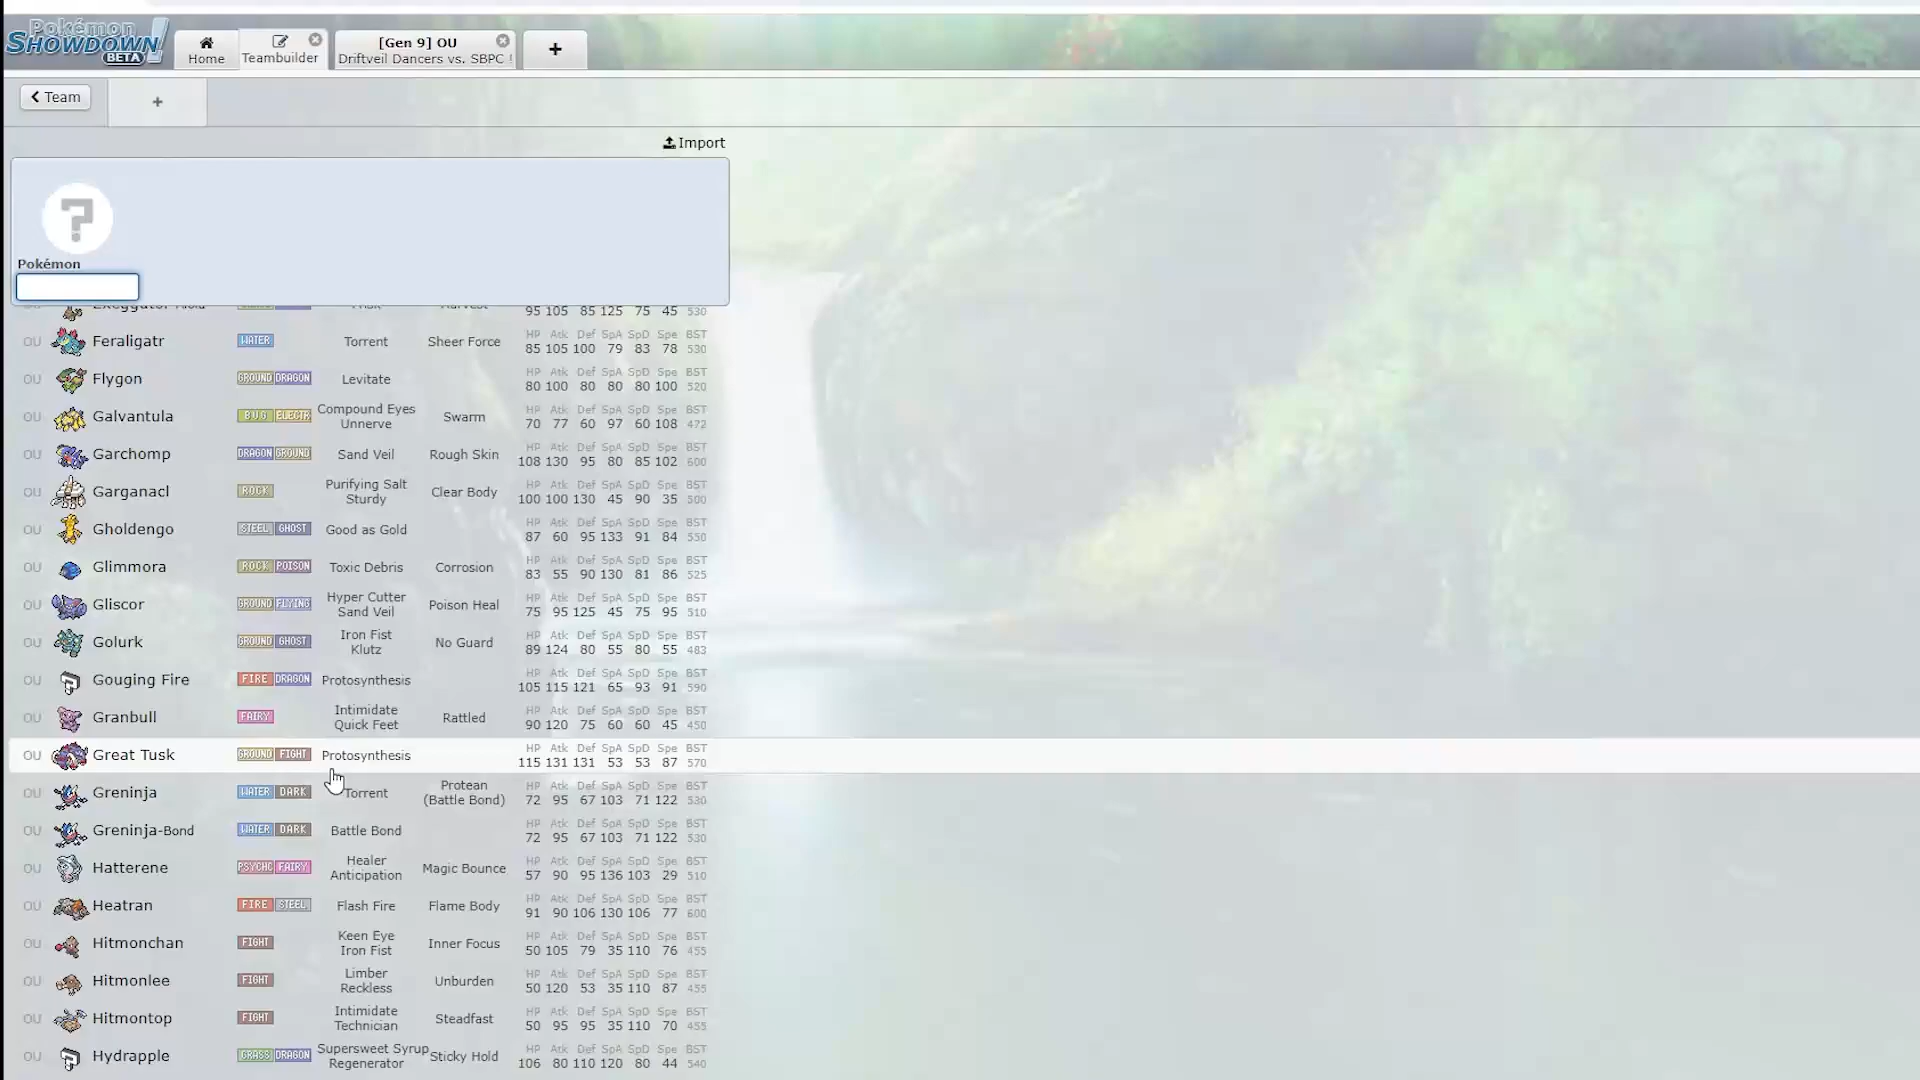 Pokémon
SHOWDOWN!
BETA
Home
Teambuilder
[Gen 9] OU
Driftveil Dancers vs. SBPC !
+
Team
+
Import
?
Pokémon
95 105 85 125 75 45 530
OU Feraligatr WATER Torrent Sheer Force HP 85 Atk 105 Def 100 SpA 79 SpD 83 Spe 78 BST 530
OU Flygon GROUND DRAGON Levitate HP 80 Atk 100 Def 80 SpA 80 SpD 80 Spe 100 BST 520
OU Galvantula BUG ELECTR Compound Eyes Unnerve Swarm HP 70 Atk 77 Def 60 SpA 97 SpD 60 Spe 108 BST 472
OU Garchomp DRAGON GROUND Sand Veil Rough Skin HP 108 Atk 130 Def 95 SpA 80 SpD 85 Spe 102 BST 600
OU Garganacl ROCK Purifying Salt Sturdy Clear Body HP 100 Atk 100 Def 130 SpA 45 SpD 90 Spe 35 BST 500
OU Gholdengo STEEL GHOST Good as Gold HP 87 Atk 60 Def 95 SpA 133 SpD 91 Spe 84 BST 550
OU Glimmora ROCK POISON Toxic Debris Corrosion HP 83 Atk 55 Def 90 SpA 130 SpD 81 Spe 86 BST 525
OU Gliscor GROUND FLYING Hyper Cutter Sand Veil Poison Heal HP 75 Atk 95 Def 125 SpA 45 SpD 75 Spe 95 BST 510
OU Golurk GROUND GHOST Iron Fist Klutz No Guard HP 89 Atk 124 Def 80 SpA 55 SpD 80 Spe 55 BST 483
OU Gouging Fire FIRE DRAGON Protosynthesis HP 105 Atk 115 Def 121 SpA 65 SpD 93 Spe 91 BST 590
OU Granbull FAIRY Intimidate Quick Feet Rattled HP 90 Atk 120 Def 75 SpA 60 SpD 60 Spe 45 BST 450
OU Great Tusk GROUND FIGHT Protosynthesis HP 115 Atk 131 Def 131 SpA 53 SpD 53 Spe 87 BST 570
OU Greninja WATER DARK Torrent Protean (Battle Bond) HP 72 Atk 95 Def 67 SpA 103 SpD 71 Spe 122 BST 530
OU Greninja-Bond WATER DARK Battle Bond HP 72 Atk 95 Def 67 SpA 103 SpD 71 Spe 122 BST 530
OU Hatterene PSYCHC FAIRY Healer Anticipation Magic Bounce HP 57 Atk 90 Def 95 SpA 136 SpD 103 Spe 29 BST 510
OU Heatran FIRE STEEL Flash Fire Flame Body HP 91 Atk 90 Def 106 SpA 130 SpD 106 Spe 77 BST 600
OU Hitmonchan FIGHT Keen Eye Iron Fist Inner Focus HP 50 Atk 105 Def 79 SpA 35 SpD 110 Spe 76 BST 455
OU Hitmonlee FIGHT Limber Reckless Unburden HP 50 Atk 120 Def 53 SpA 35 SpD 110 Spe 87 BST 455
OU Hitmontop FIGHT Intimidate Technician Steadfast HP 50 Atk 95 Def 95 SpA 35 SpD 110 Spe 70 BST 455
OU Hydrapple GRASS DRAGON Supersweet Syrup Regenerator Sticky Hold HP 106 Atk 80 Def 110 SpA 120 SpD 80 Spe 44 BST 540